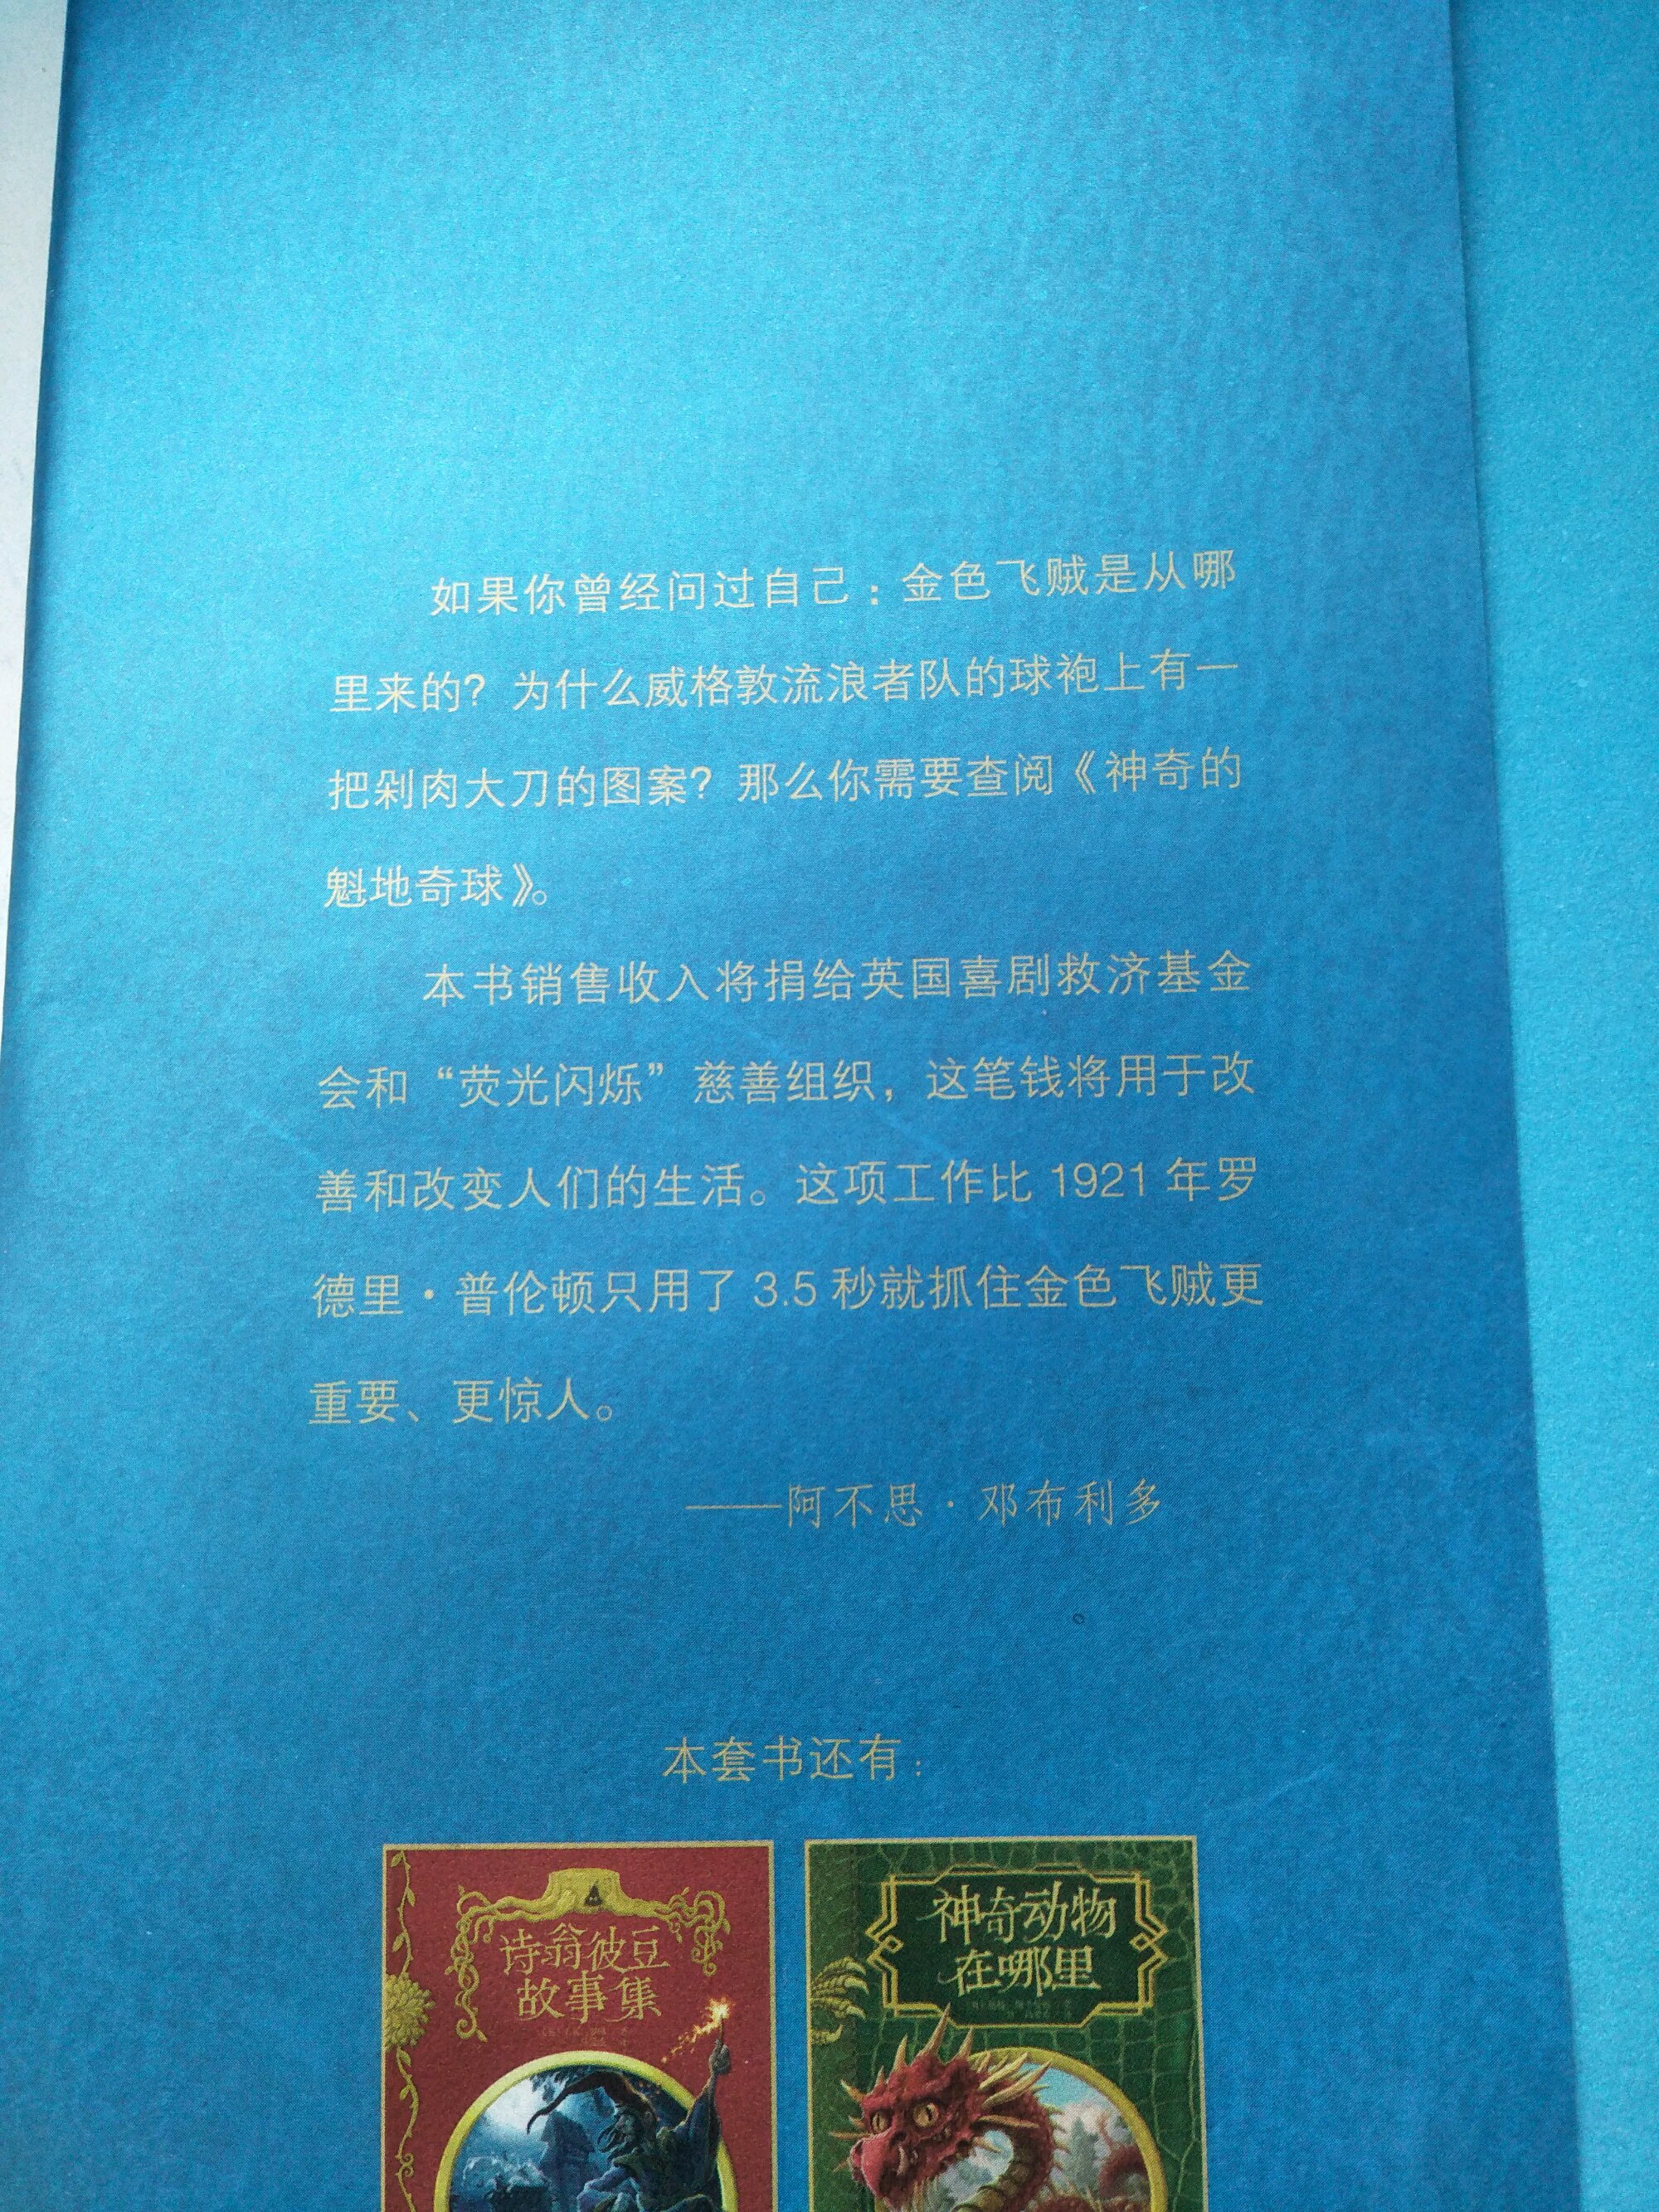 如果你曾经问过自己：金色飞贼是从哪
里来的？为什么威格敦流浪者队的球袍上有一
把剁肉大刀的图案？那么你需要查阅《神奇的
魁地奇球》。
本书销售收入将捐给英国喜剧救济基金
会和“荧光闪烁”慈善组织，这笔钱将用于改
善和改变人们的生活。这项工作比 1921 年罗
德里·普伦顿只用了 3.5 秒就抓住金色飞贼更
重要、更惊人。
——阿不思·邓布利多
本套书还有：
诗翁彼豆
故事集
神奇动物
在哪里